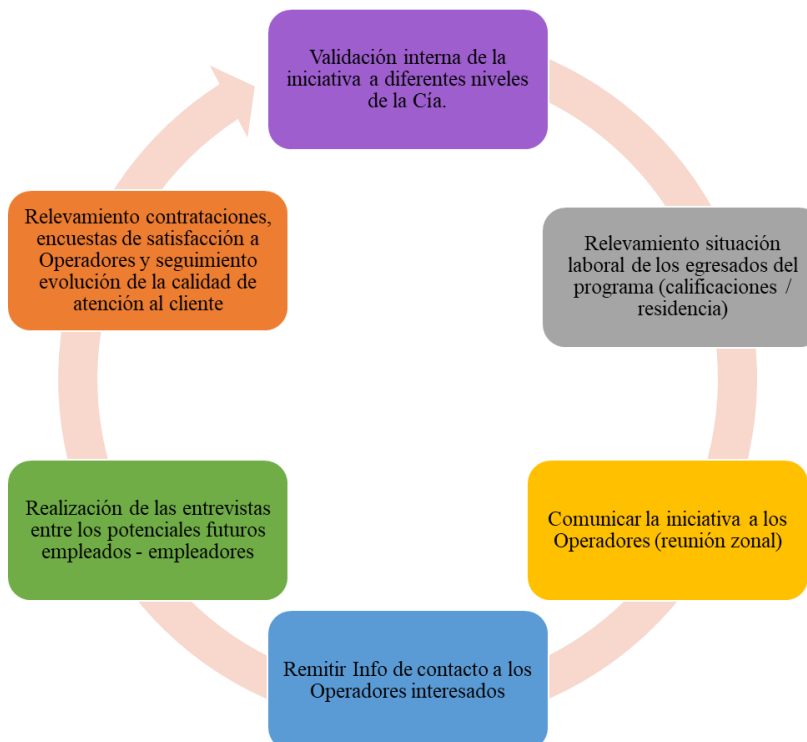 Validación interna de la
iniciativa a diferentes niveles
de la Cía.
Relevamiento situación
laboral de los egresados del
programa (calificaciones /
residencia)
Comunicar la iniciativa a los
Operadores (reunión zonal)
Remitir Info de contacto a los
Operadores interesados
Realización de las entrevistas
entre los potenciales futuros
empleados - empleadores
Relevamiento contrataciones,
encuestas de satisfacción a
Operadores y seguimiento
evolución de la calidad de
atención al cliente